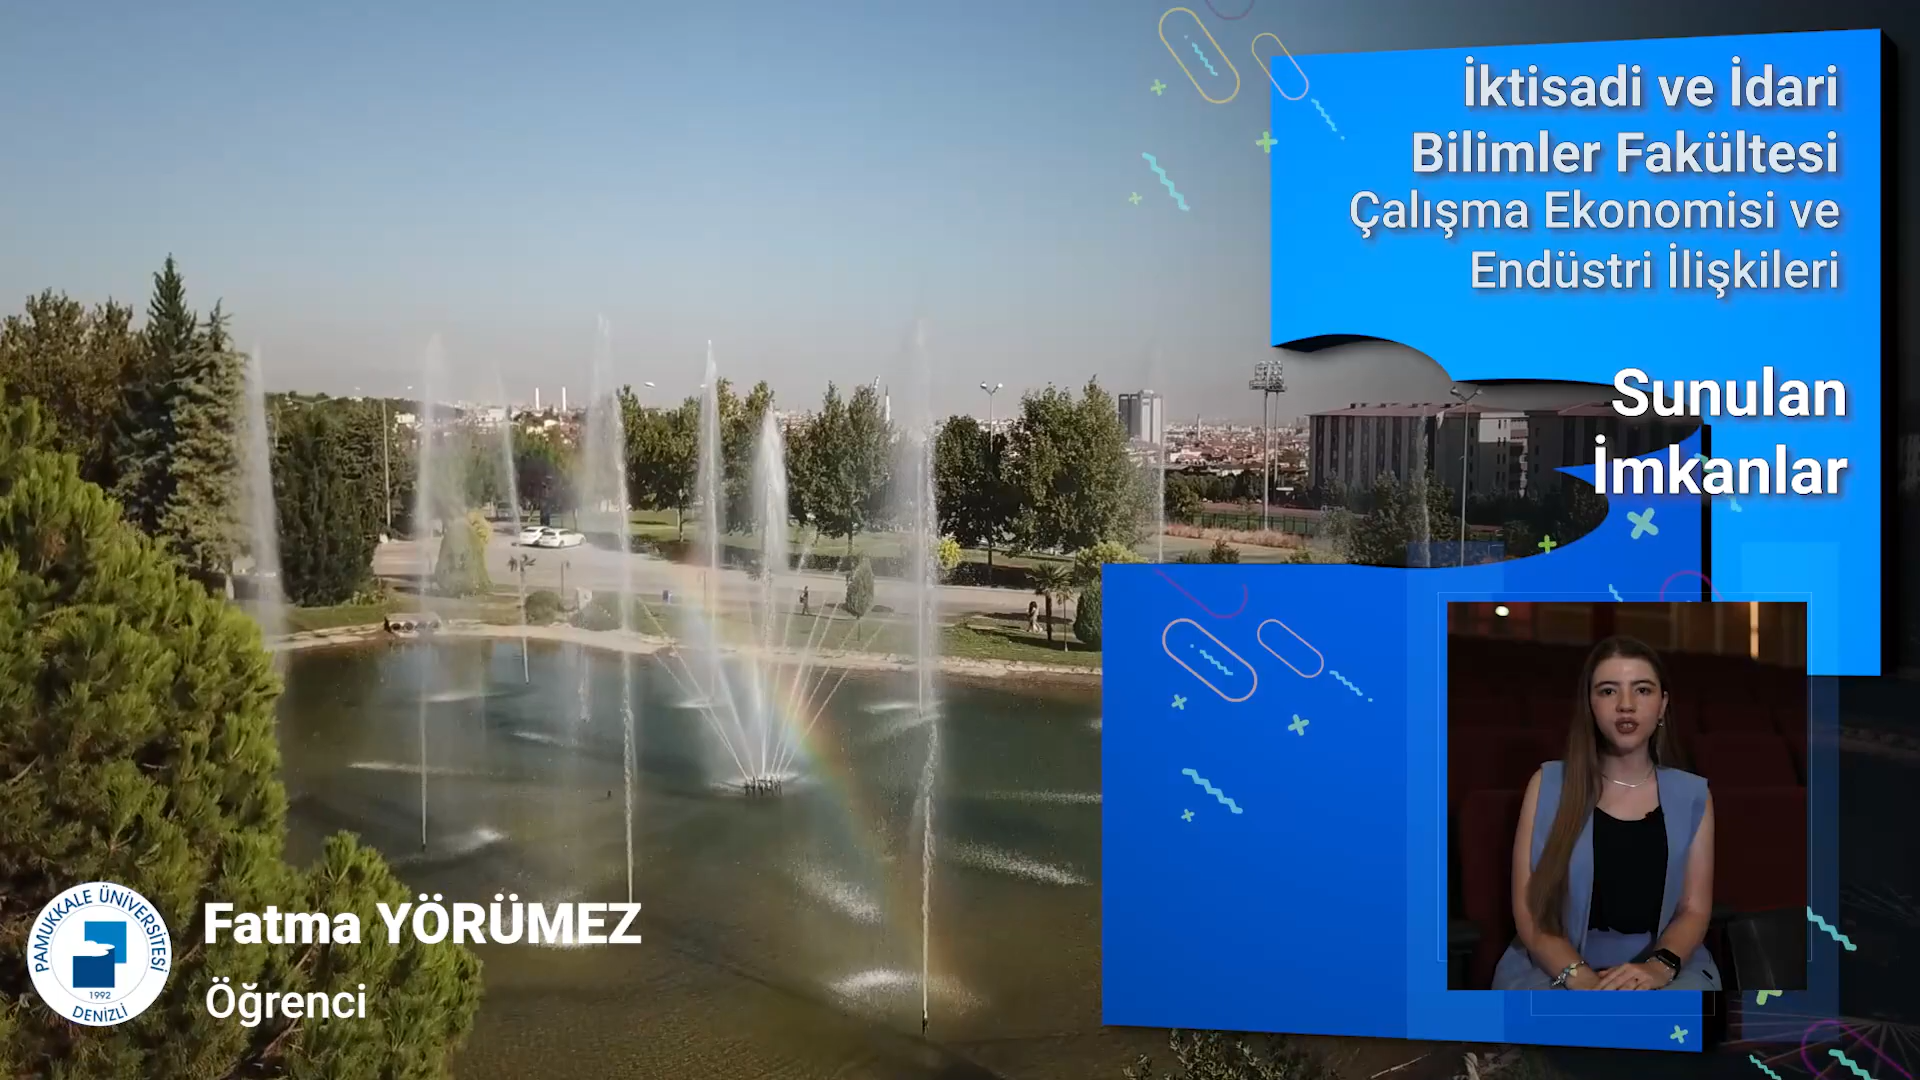 İktisadi ve İdari
Bilimler Fakültesi
Çalışma Ekonomisi ve
Endüstri İlişkileri
Sunulan
İmkanlar
Fatma YÖRÜMEZ
Öğrenci
PAMUKKALE ÜNİVERSİTESİ
1992
DENİZLİ